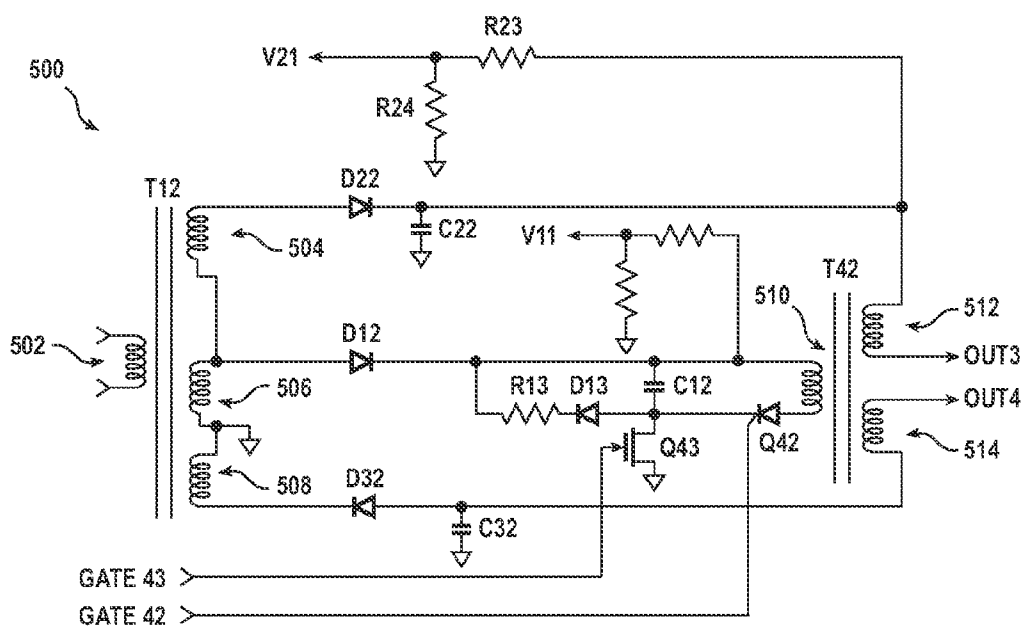 R23
V21
500
R24
D22
T12
C22
V11
504
T42
510
512
502
D12
OUT3
R13 D13
C12
OUT4
506
Q43
Q42
514
508
D32
C32
GATE 43
GATE 42